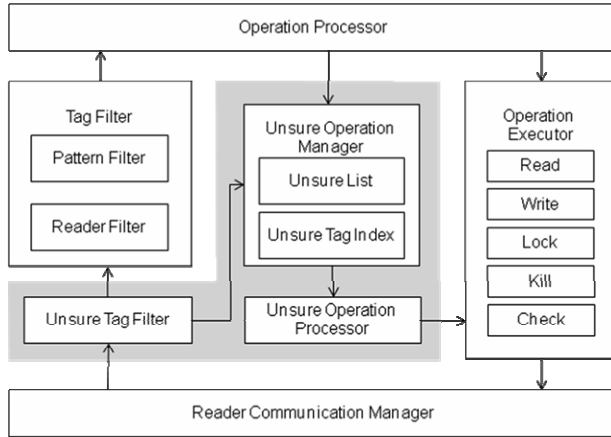 Operation Processor
Tag Filter
Pattern Filter
Reader Filter
Unsure Operation
Manager
Unsure List
Unsure Tag Index
Operation
Executor
Read
Write
Lock
Kill
Check
Unsure Tag Filter
Unsure Operation
Processor
Reader Communication Manager